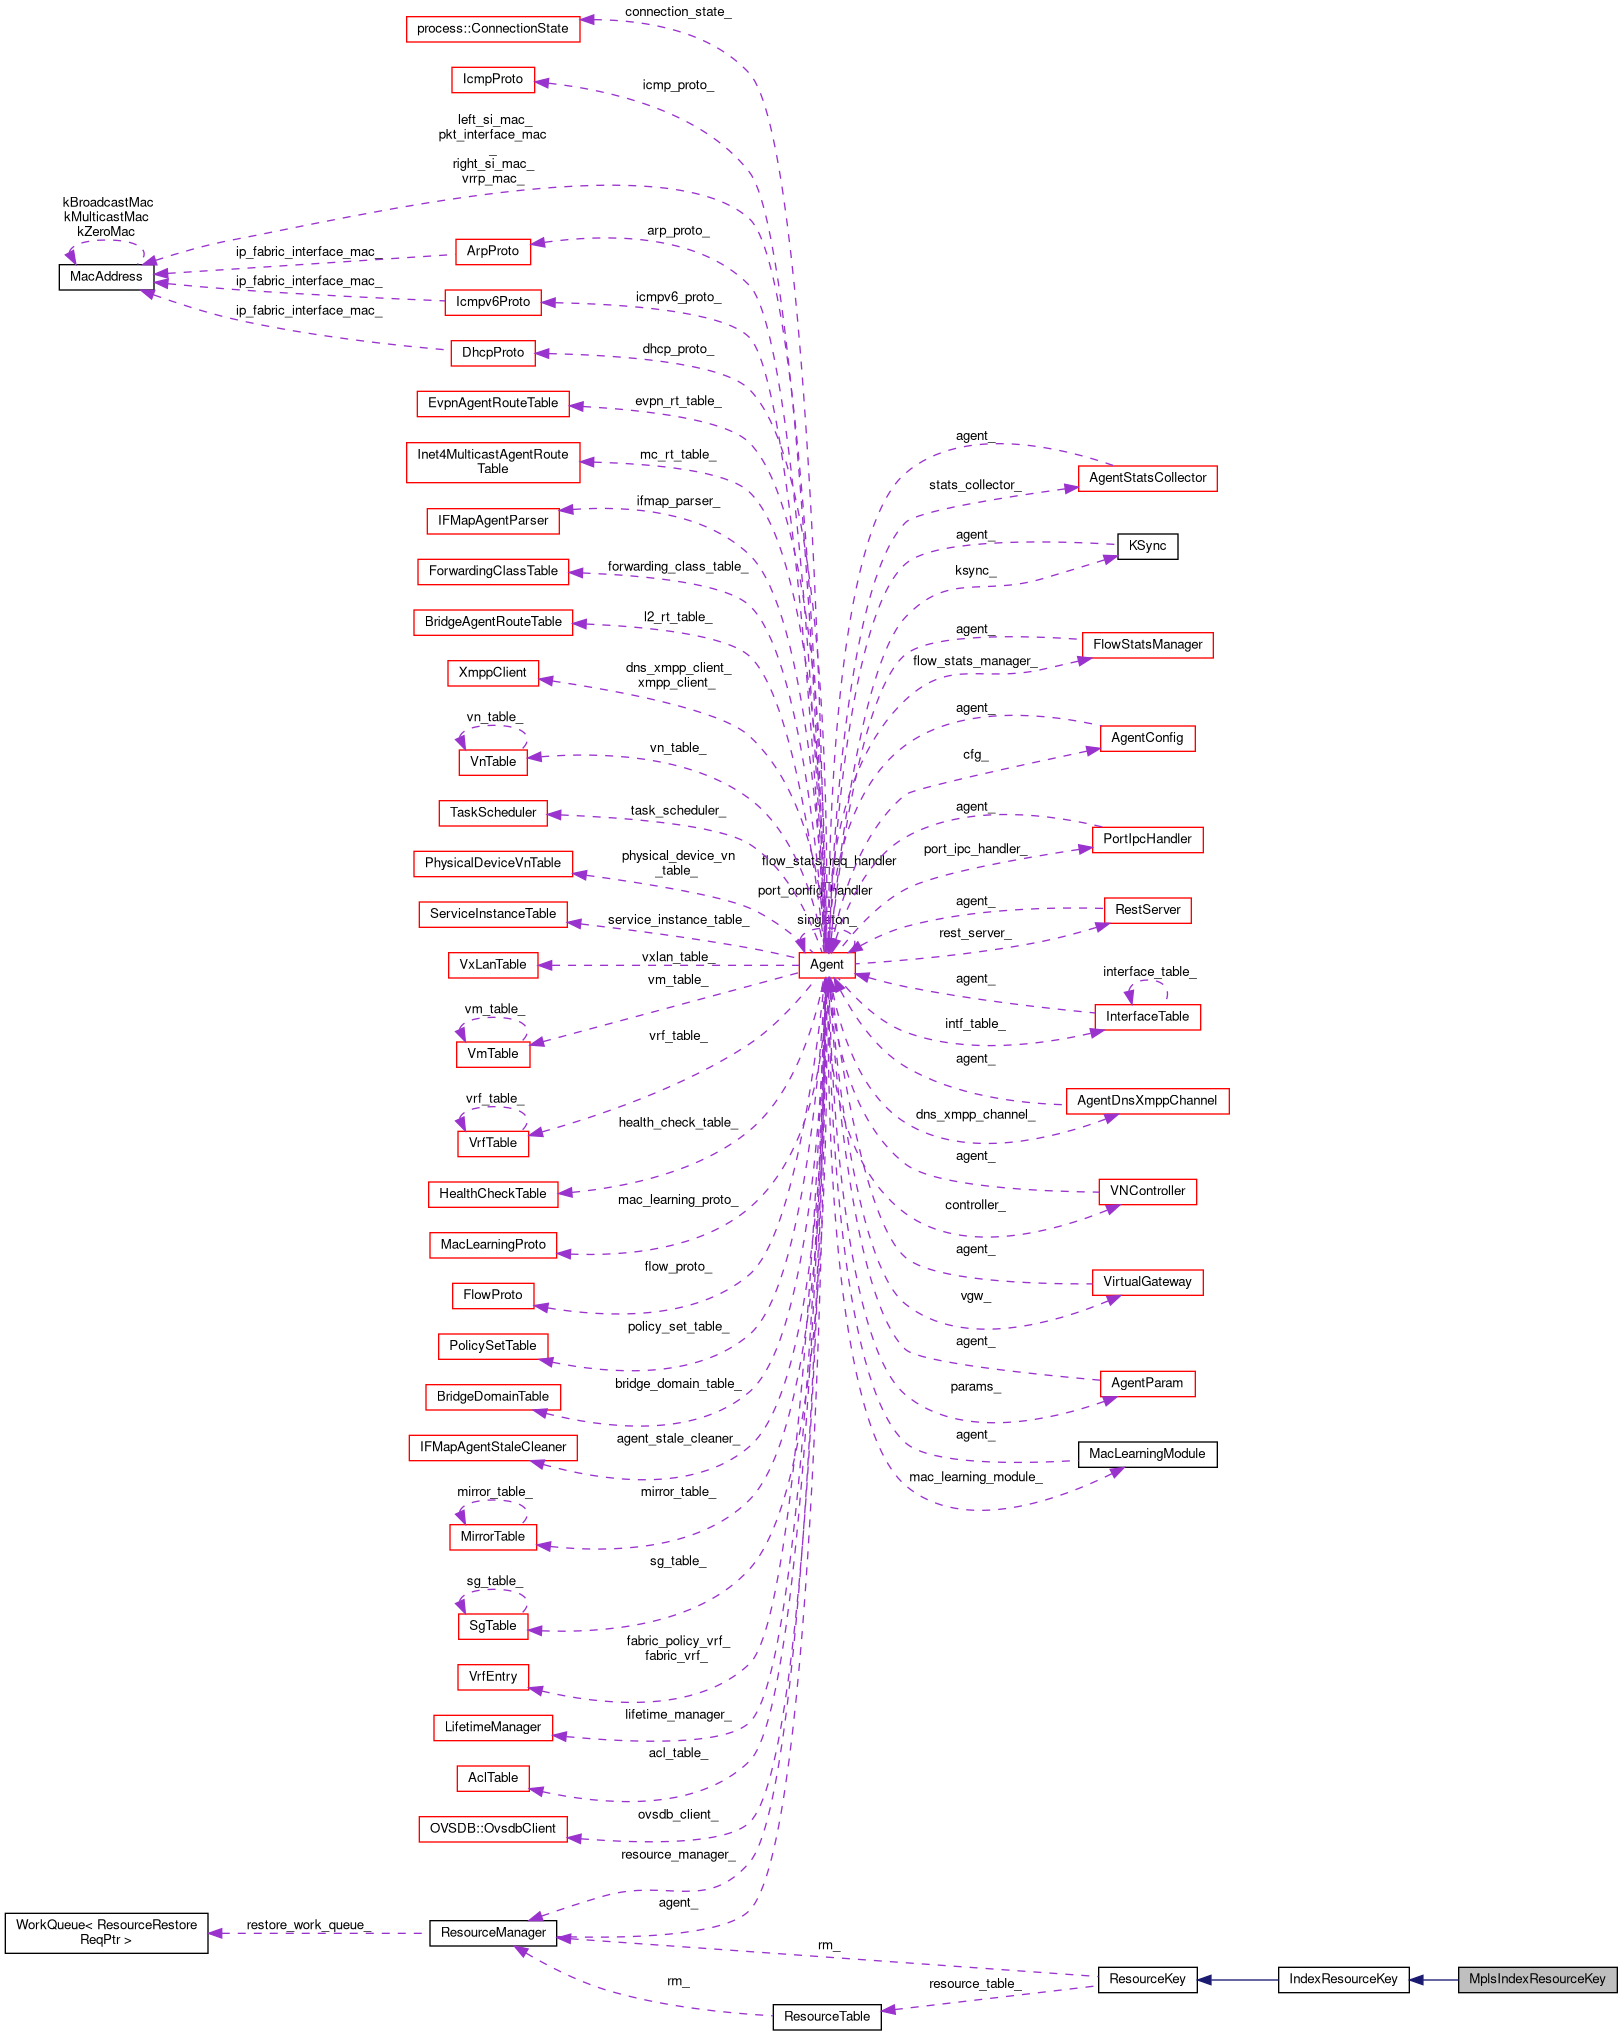 connection_state_
process::ConnectionState
IcmpProto
icmp_proto_
left_si_mac_
pkt_interface_mac
_
right_si_mac_
vrrp_mac_
kBroadcastMac
kMulticastMac
kZeroMac
MacAddress
ip_fabric_interface_mac_
ArpProto
arp_proto_
ip_fabric_interface_mac_
Icmpv6Proto
icmpv6_proto_
ip_fabric_interface_mac_
DhcpProto
dhcp_proto_
EvpnAgentRouteTable
evpn_rt_table_
Inet4MulticastAgentRoute
Table
mc_rt_table_
IFMapAgentParser
ifmap_parser_
ForwardingClassTable
forwarding_class_table_
BridgeAgentRouteTable
l2_rt_table_
XmppClient
dns_xmpp_client_
xmpp_client_
vn_table_
VnTable
vn_table_
TaskScheduler
task_scheduler_
PhysicalDeviceVnTable
physical_device_vn
_table_
ServiceInstanceTable
service_instance_table_
VxLanTable
vxlan_table_
vm_table_
vm_table_
VmTable
vrf_table_
vrf_table_
VrfTable
HealthCheckTable
health_check_table_
MacLearningProto
mac_learning_proto_
FlowProto
flow_proto_
PolicySetTable
policy_set_table_
BridgeDomainTable
bridge_domain_table_
IFMapAgentStaleCleaner
agent_stale_cleaner_
mirror_table_
MirrorTable
mirror_table_
sg_table_
SgTable
sg_table_
VrfEntry
fabric_policy_vrf_
fabric_vrf_
LifetimeManager
lifetime_manager_
AclTable
acl_table_
OVSDB::OvsdbClient
ovsdb_client_
resource_manager_
agent_
WorkQueue< ResourceRestore
ReqPtr >
restore_work_queue_
ResourceManager
flow_stats_req_handler
port_config_handler
singleton_
Agent
agent_
stats_collector_
AgentStatsCollector
agent_
ksync_
KSync
agent_
flow_stats_manager_
FlowStatsManager
agent_
cfg_
AgentConfig
agent_
port_ipc_handler_
PortIpcHandler
agent_
rest_server_
RestServer
agent_
intf_table_
interface_table_
InterfaceTable
agent_
dns_xmpp_channel_
AgentDnsXmppChannel
agent_
controller_
VNController
agent_
vgw_
VirtualGateway
agent_
params_
AgentParam
agent_
mac_learning_module_
MacLearningModule
rm_
rm_
resource_table_
ResourceTable
ResourceKey
IndexResourceKey
MplsIndexResourceKey